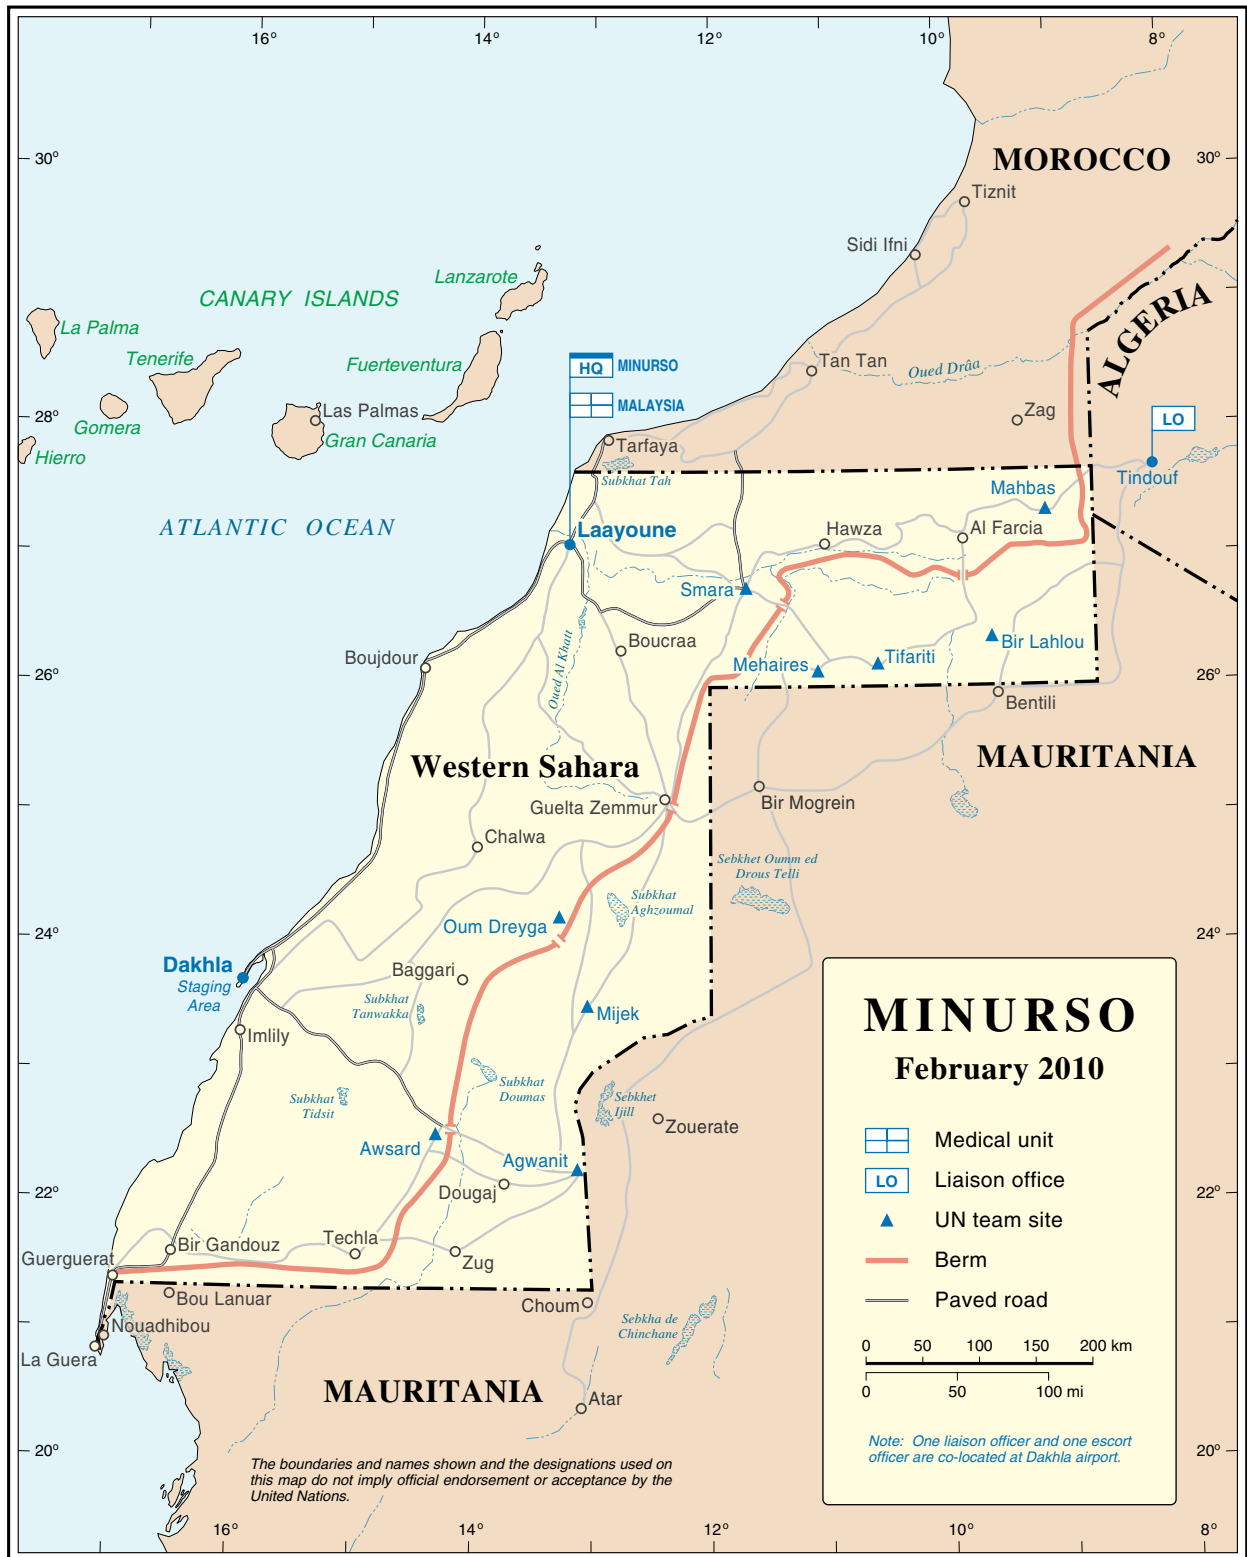 16°
14°
12°
10°
8°
30°
30°
MOROCCO
Tiznit
Sidi Ifni
Lanzarote
CANARY ISLANDS
ALGERIA
La Palma
Tenerife
Fuerteventura
HQ MINURSO
MALAYSIA
Tan Tan
Oued Drâa
Las Palmas
Zag
28°
28°
LO
Gomera
Gran Canaria
Hierro
Tarfaya
Subkhat Tah
Tindouf
Mahbas
ATLANTIC OCEAN
Laayoune
Hawza
Al Farcia
Smara
Boucraa
Oued Al Khatt
Bir Lahlou
Tifariti
Mehaires
Boujdour
26°
26°
Bentili
Western Sahara
MAURITANIA
Guelta Zemmur
Bir Mogrein
Chalwa
Sebkhet Oumm ed
Drous Telli
Subkhat
Aghzoumal
Oum Dreyga
24°
24°
Dakhla
Staging
Area
Baggari
Subkhat
Tanwakka
Mijek
Imlily
Subkhat
Doumas
Subkhat
Tidsit
Sebkhet
Ijill
Zouerate
Awsard
Agwanit
Dougaj
22°
22°
Techla
Bir Gandouz
Guerguerat
Zug
Bou Lanuar
Choum
Nouadhibou
La Guera
Sebkha de
Chinchane
MAURITANIA
Atar
20°
20°
MINURSO
February 2010
Medical unit
LO Liaison office
UN team site
Berm
Paved road
0 50 100 150 200 km
0 50 100 mi
Note: One liaison officer and one escort
officer are co-located at Dakhla airport.
The boundaries and names shown and the designations used on
this map do not imply official endorsement or acceptance by the
United Nations.
16°
14°
12°
10°
8°